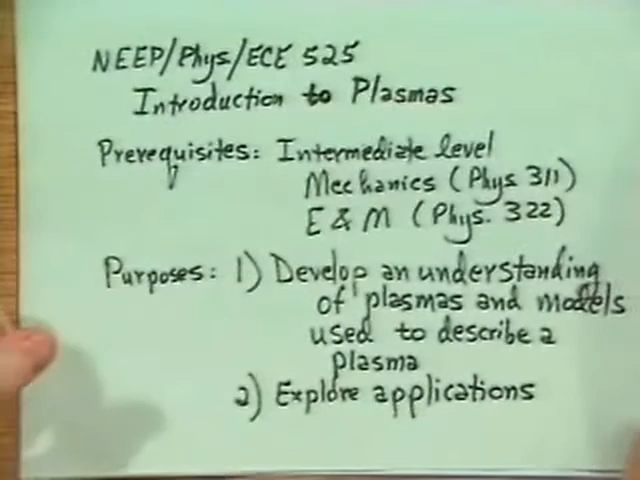 NEEP/Phys/ECE 525
Introduction to Plasmas
Prerequisites: Intermediate level
Mechanics (Phys 311)
E & M (Phys. 322)
Purposes: 1) Develop an understanding
of plasmas and models
used to describe a
plasma
2) Explore applications